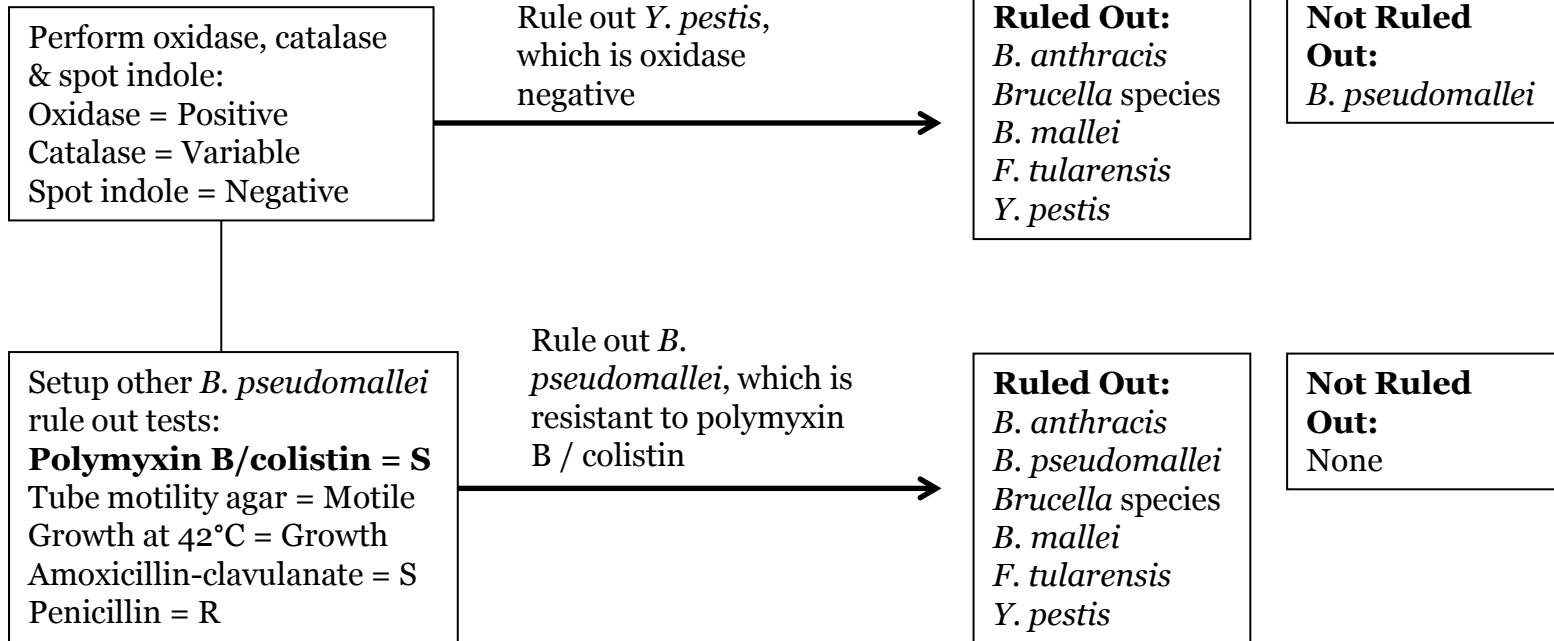 Perform oxidase, catalase
& spot indole:
Oxidase = Positive
Catalase = Variable
Spot indole = Negative
Rule out Y. pestis,
which is oxidase
negative
Ruled Out:
B. anthracis
Brucella species
B. mallei
F. tularensis
Y. pestis
Not Ruled
Out:
B. pseudomallei
Setup other B. pseudomallei
rule out tests:
Polymyxin B/colistin = S
Tube motility agar = Motile
Growth at 42°C = Growth
Amoxicillin-clavulanate = S
Penicillin = R
Rule out B.
pseudomallei, which is
resistant to polymyxin
B / colistin
Ruled Out:
B. anthracis
B. pseudomallei
Brucella species
B. mallei
F. tularensis
Y. pestis
Not Ruled
Out:
None